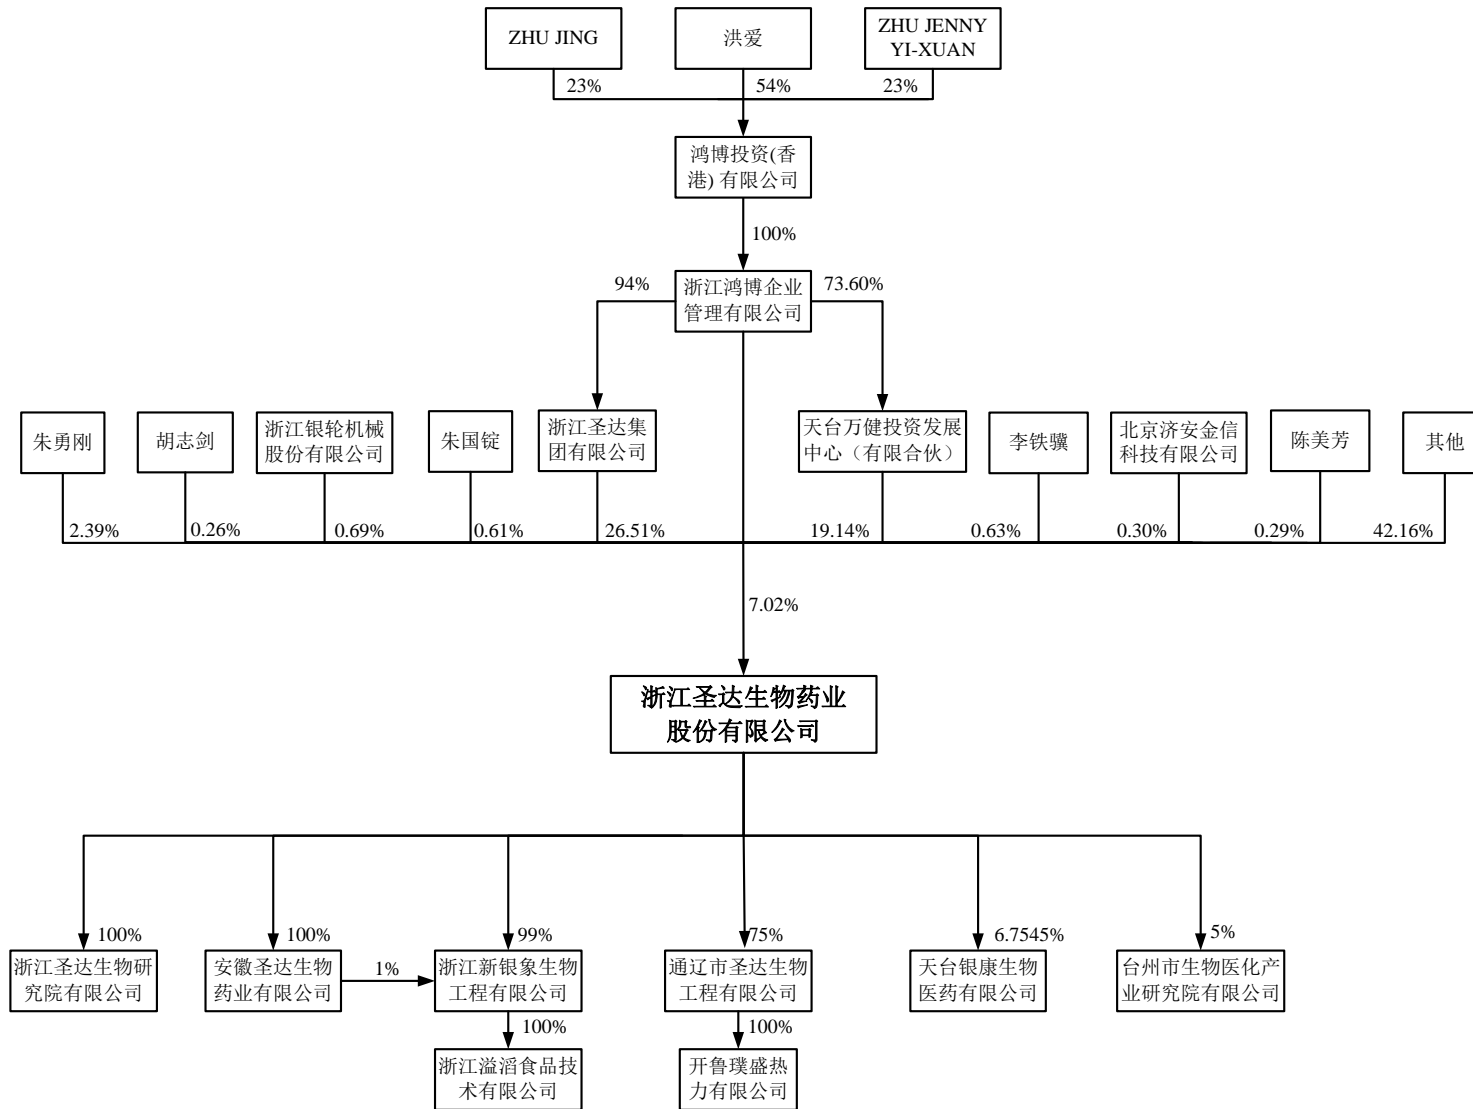 ZHU JING
洪爱
ZHU JENNY
YI-XUAN
23%
54%
23%
鸿博投资(香
港) 有限公司
100%
浙江鸿博企业
管理有限公司
94%
73.60%
朱勇刚
胡志剑
浙江银轮机械
股份有限公司
朱国锭
浙江圣达集
团有限公司
天台万健投资发展
中心（有限合伙）
李铁骥
北京济安金信
科技有限公司
陈美芳
其他
2.39%
0.26%
0.69%
0.61%
26.51%
19.14%
0.63%
0.30%
0.29%
42.16%
7.02%
浙江圣达生物药业
股份有限公司
100%
100%
99%
75%
6.7545%
5%
浙江圣达生物研
究院有限公司
安徽圣达生物
药业有限公司
1%
浙江新银象生物
工程有限公司
通辽市圣达生物
工程有限公司
天台银康生物
医药有限公司
台州市生物医化产
业研究院有限公司
100%
100%
浙江溢滔食品技
术有限公司
开鲁璞盛热
力有限公司